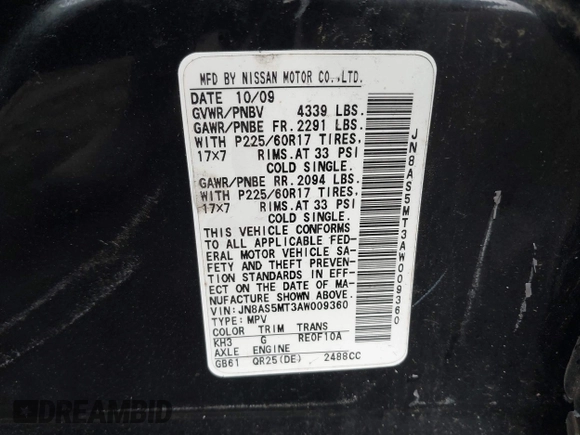 MFD BY NISSAN MOTOR CO.,LTD.
DATE 10/09
GVWR/PNBV 4339 LBS.
GAWR/PNBE FR.2291 LBS.
WITH P225/60R17 TIRES,
17×7 RIMS.AT 33 PSI
COLD SINGLE.
GAWR/PNBE RR.2094 LBS.
WITH P225/60R17 TIRES,
17×7 RIMS.AT 33 PSI
COLD SINGLE.
THIS VEHICLE CONFORMS
TO ALL APPLICABLE FED-
ERAL MOTOR VEHICLE SA-
FETY AND THEFT PREVEN-
TION STANDARDS IN EFF-
ECT ON THE DATE OF MA-
NUFACTURE SHOWN ABOVE.
VIN:JN8AS5MT3AW009360
TYPE:MPV
COLOR TRIM TRANS
KH3 G RE0F10A
AXLE ENGINE
GB61 QR25(DE) 2488CC
JN8AS5MT3AW009360
DREAMBID